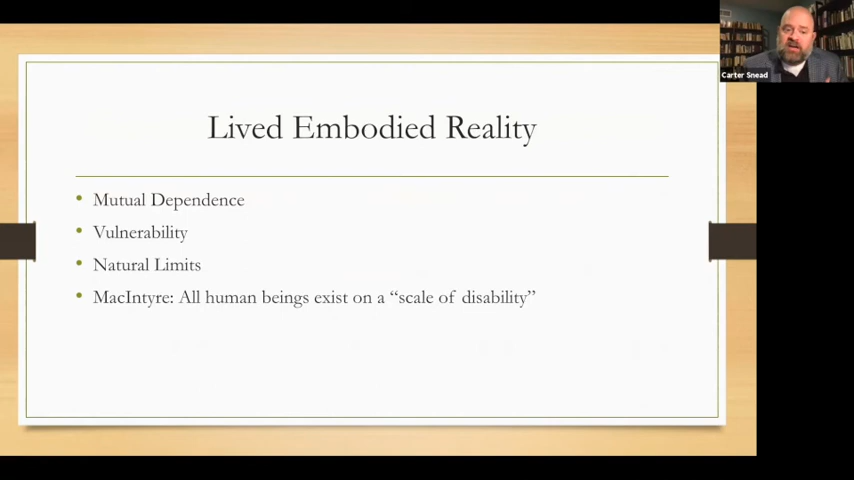 Carter Snead
Lived Embodied Reality
• Mutual Dependence
• Vulnerability
• Natural Limits
• MacIntyre: All human beings exist on a “scale of disability”